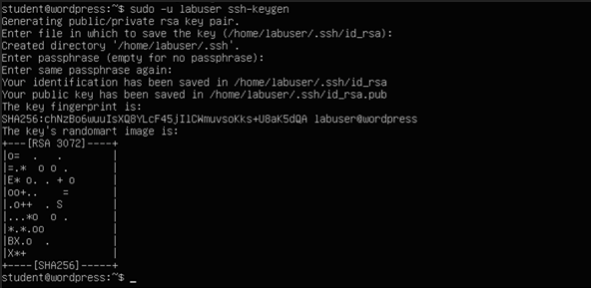 student@wordpress:~$ sudo -u labuser ssh-keygen
Generating public/private rsa key pair.
Enter file in which to save the key (/home/labuser/.ssh/id_rsa):
Created directory '/home/labuser/.ssh'.
Enter passphrase (empty for no passphrase):
Enter same passphrase again:
Your identification has been saved in /home/labuser/.ssh/id_rsa
Your public key has been saved in /home/labuser/.ssh/id_rsa.pub
The key fingerprint is:
SHA256:chNzBo6wuuIsXQBYLcF45jIlCWmuvsoKks+U8aK5dQA labuser@wordpress
The key's randomart image is:
+---[RSA 3072]----+
|o=  .   .        |
|=.*  o o .       |
|E* o. . + o      |
|oo+..    =       |
|.o++  . S        |
|...*o  o .       |
|*.*.oo           |
|BX.o  .          |
|X*+              |
+----[SHA256]-----+
student@wordpress:~$ _